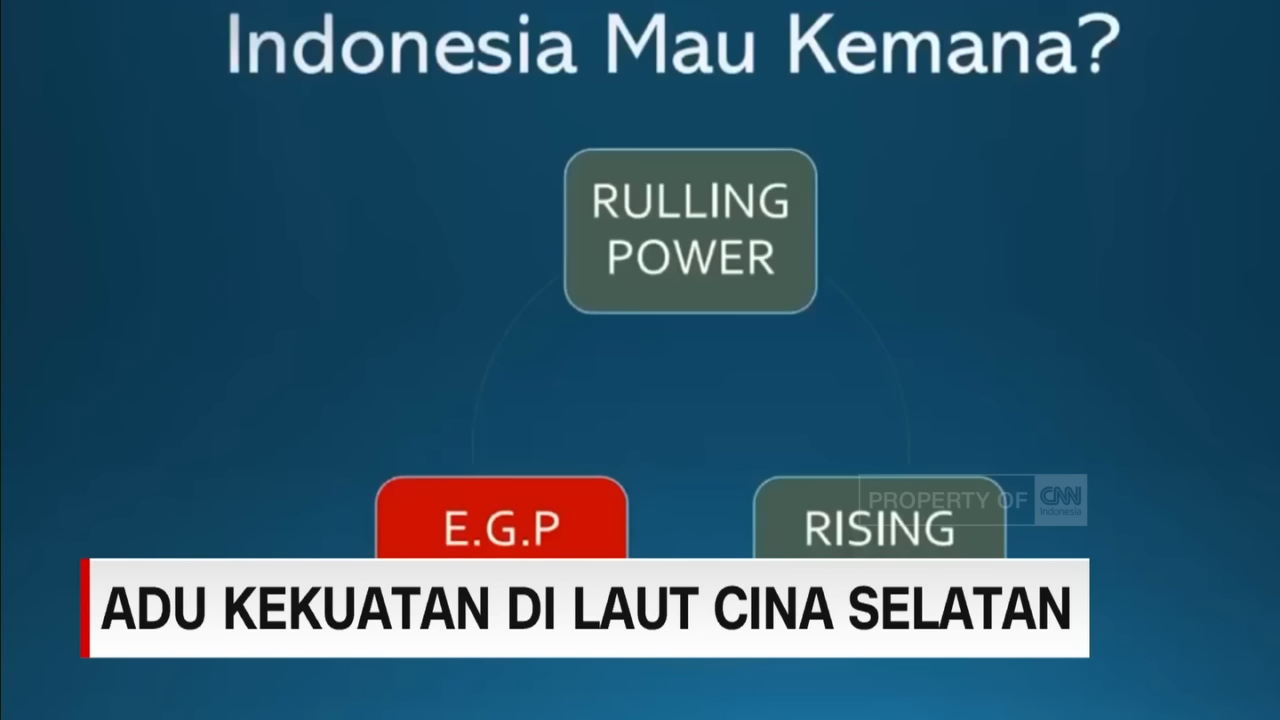 Indonesia Mau Kemana?
RULLING
POWER
E.G.P
RISING
PROPERTY OF CNN Indonesia
ADU KEKUATAN DI LAUT CINA SELATAN